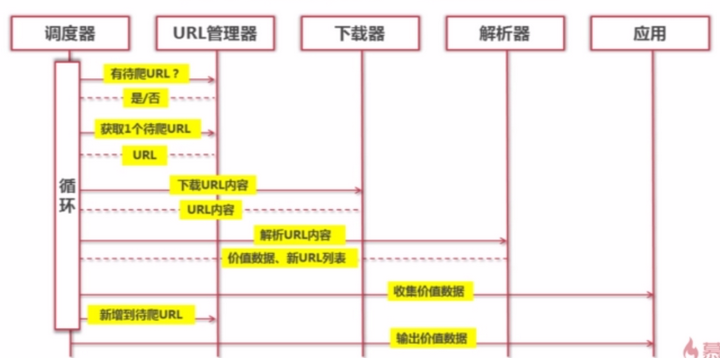 调度器 URL管理器 下载器 解析器 应用
有待爬URL？
是/否
获取1个待爬URL
URL
下载URL内容
循环
URL内容
解析URL内容
价值数据、新URL列表
收集价值数据
新增到待爬URL
输出价值数据